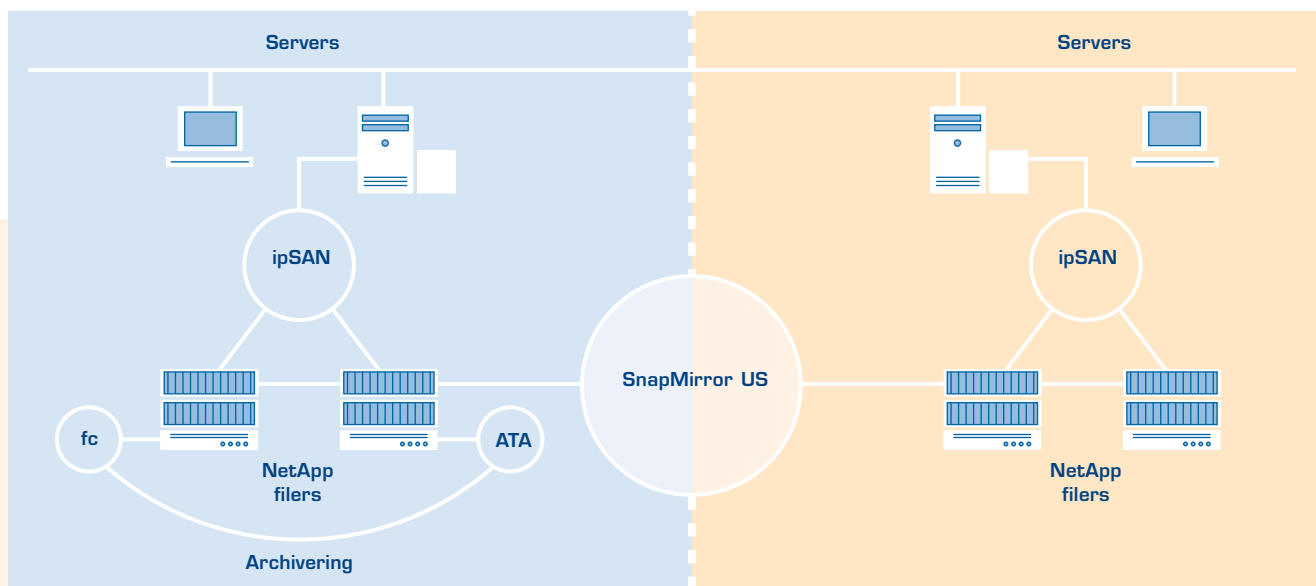 Servers
Servers
ipSAN
ipSAN
SnapMirror US
fc
ATA
NetApp
filers
NetApp
filers
Archivering